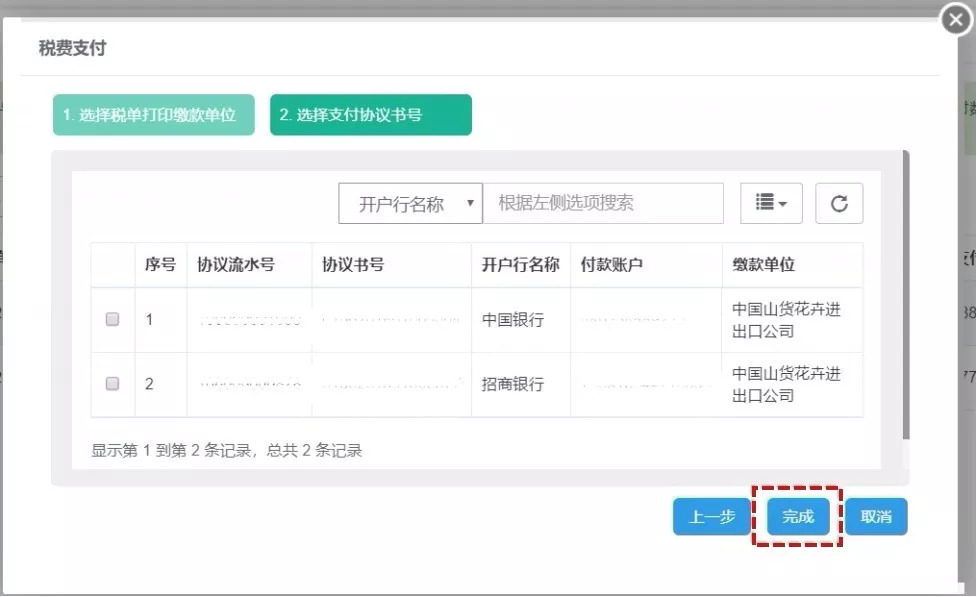 税费支付
1. 选择税单打印缴款单位
2. 选择支付协议书号
开户行名称
根据左侧选项搜索
序号 协议流水号 协议书号 开户行名称 付款账户 缴款单位
1 中国银行 中国山货花卉进
出口公司
2 招商银行 中国山货花卉进
出口公司
显示第 1 到第 2 条记录，总共 2 条记录
上一步 完成 取消